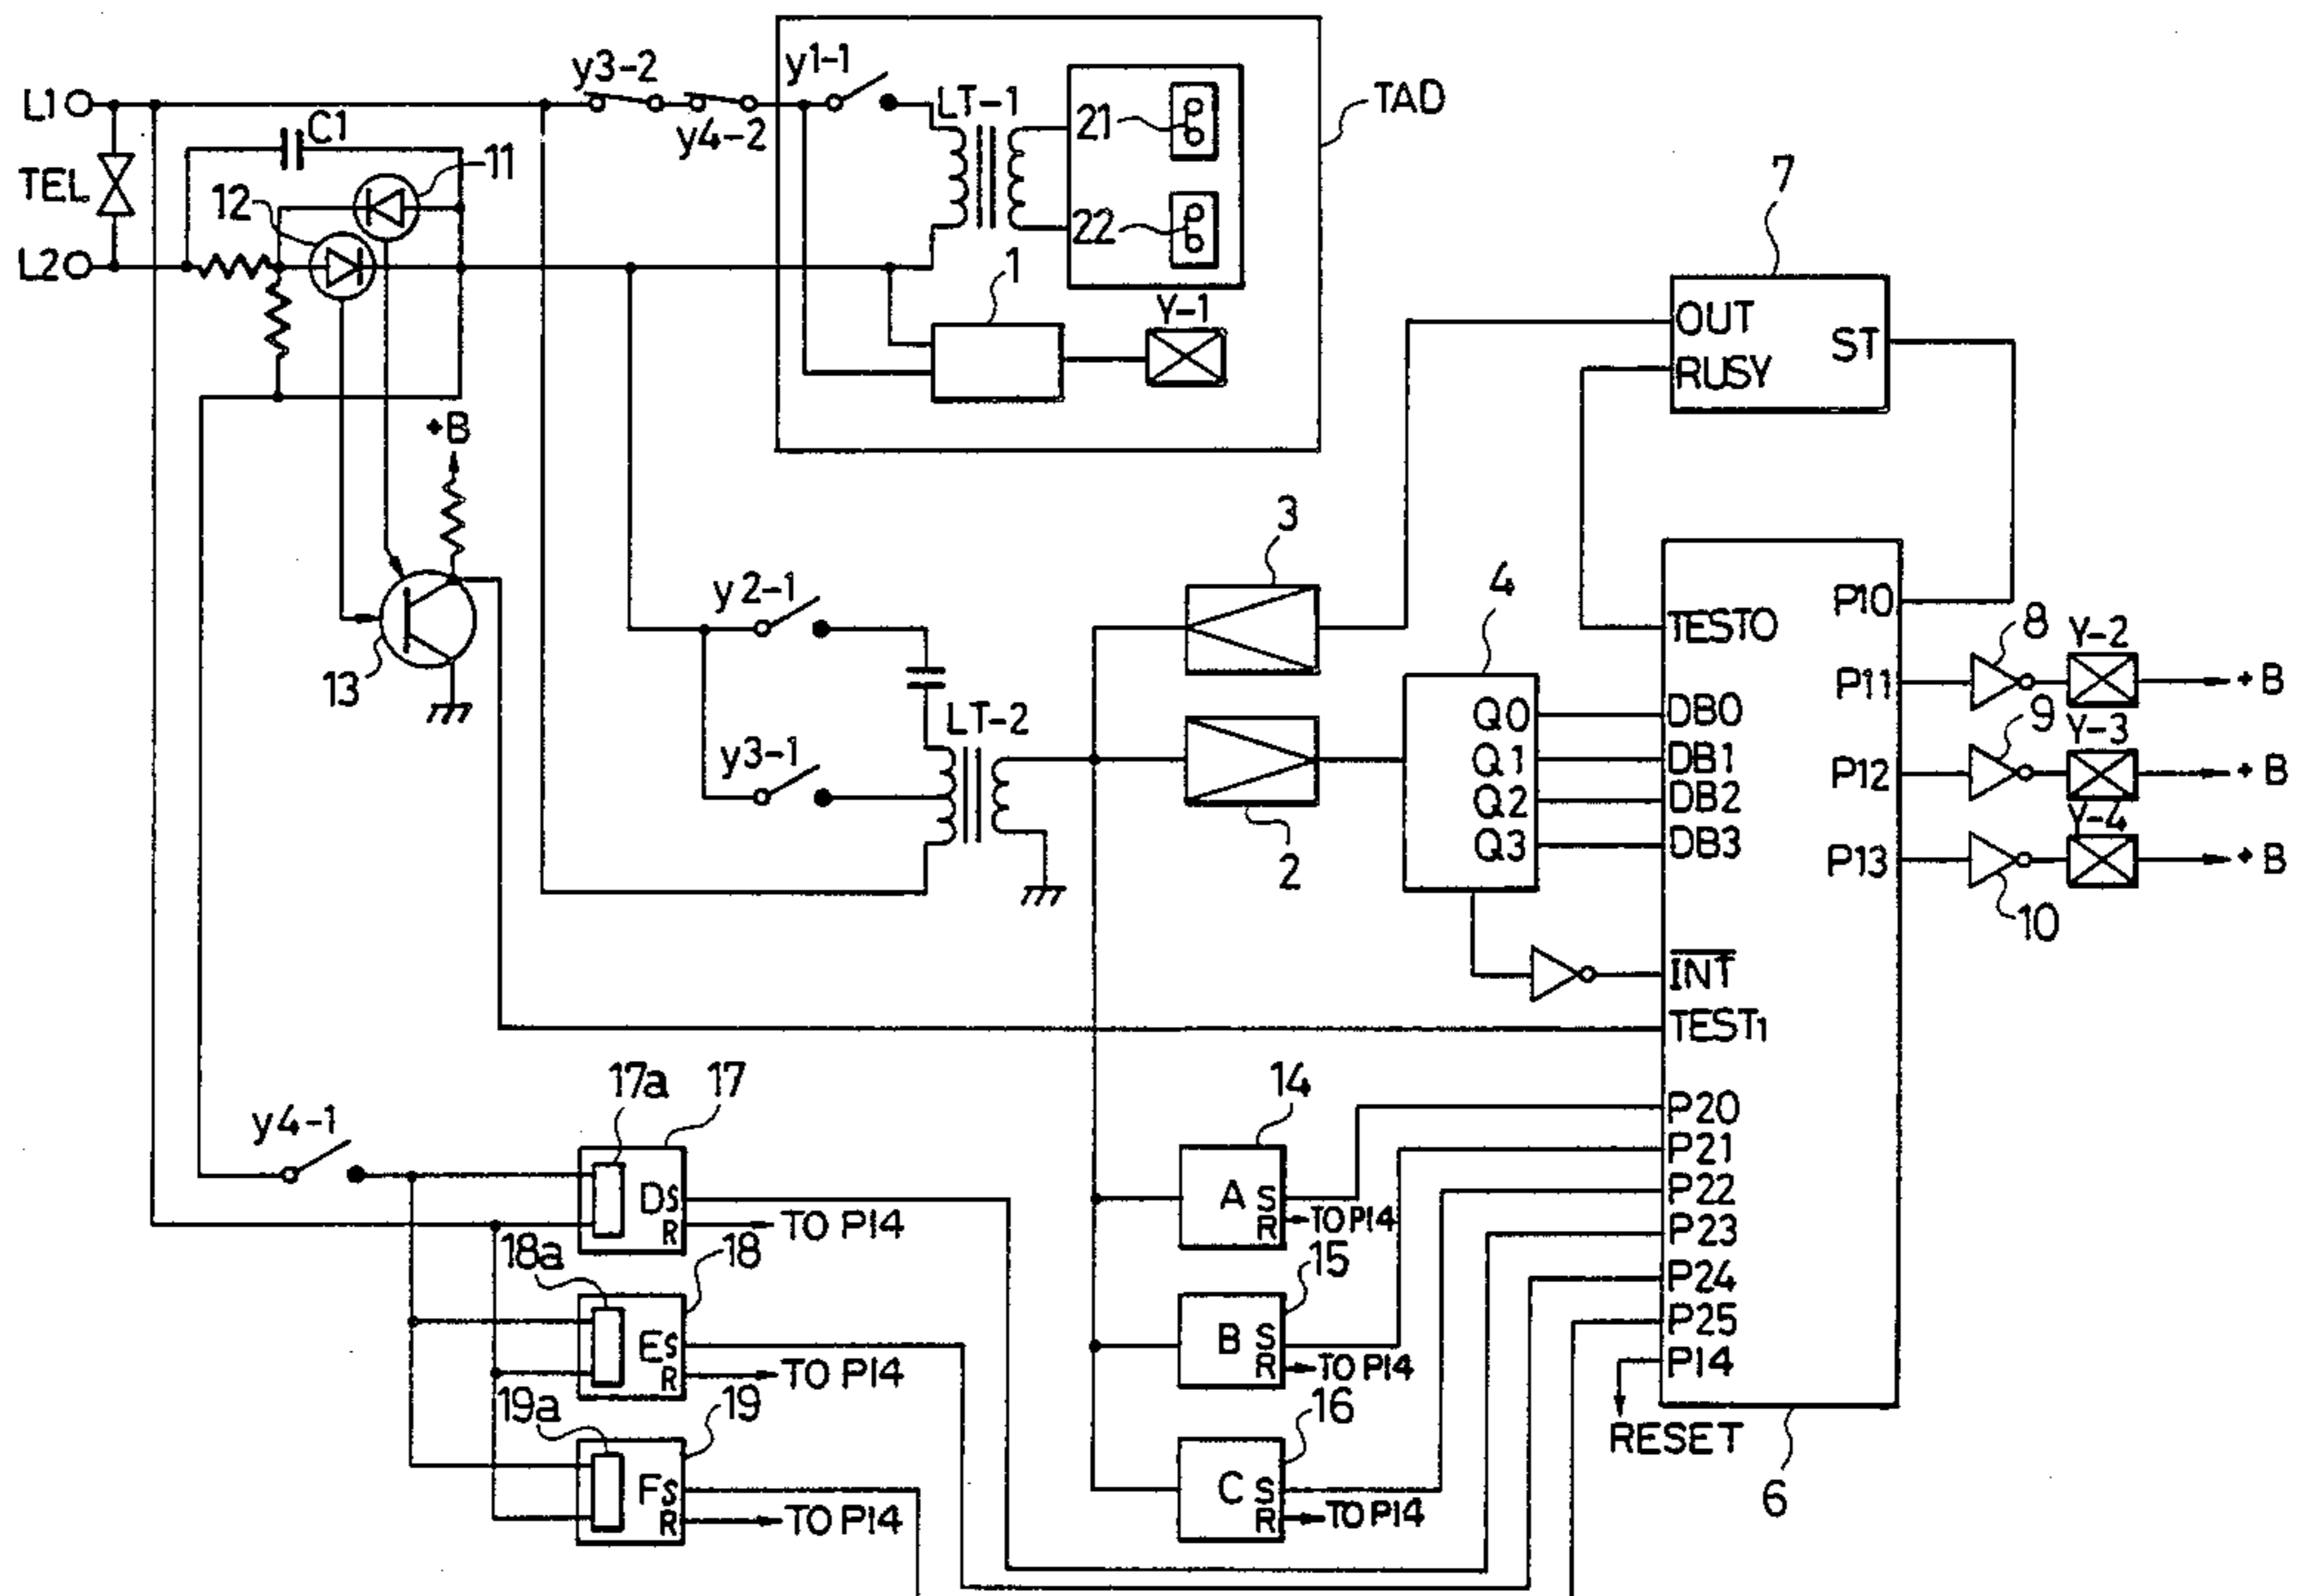 L1
TEL
L2
C1
11
12
y3-2
y4-2
y1-1
LT-1
21
22
TAD
1
Y-1
7
OUT
RUSY
ST
+B
13
y2-1
y3-1
LT-2
3
2
4
Q0
Q1
Q2
Q3
TEST0
DB0
DB1
DB2
DB3
INT
TEST1
P20
P21
P22
P23
P24
P25
P14
RESET
6
P10
P11
P12
P13
8
Y-2
+B
9
Y-3
+B
Y-4
+B
10
y4-1
17a
17
D S
R
TO P14
18a
18
E S
R
TO P14
19a
19
F S
R
TO P14
14
A S
R
TO P14
15
B S
R
TO P14
16
C S
R
TO P14